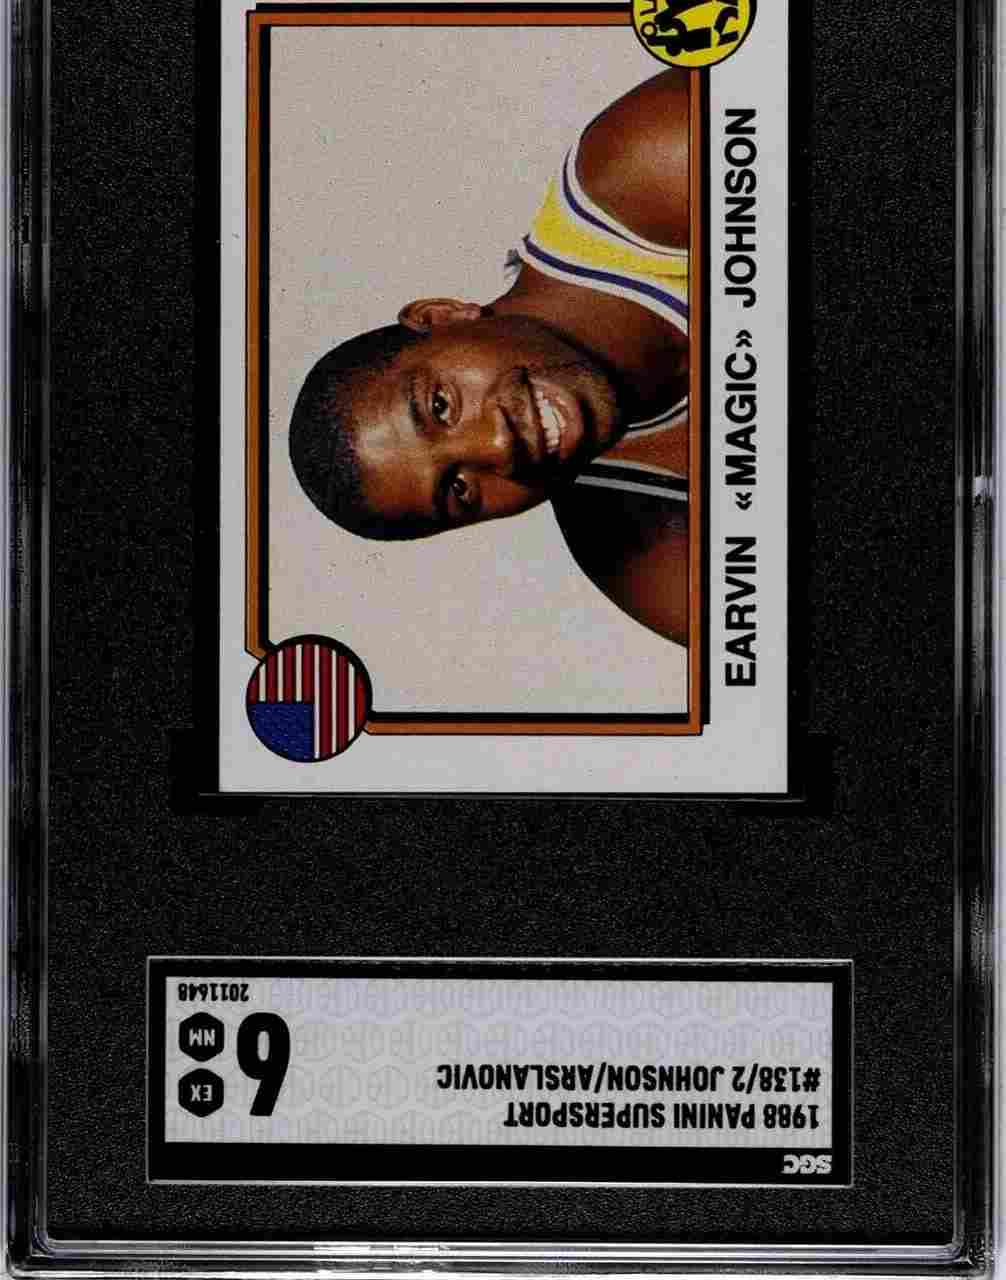 SGC
1988 PANINI SUPERSPORT
#138/2 JOHNSON/ARSLANOVIC
6
EX
NM
2011648
EARVIN «MAGIC» JOHNSON